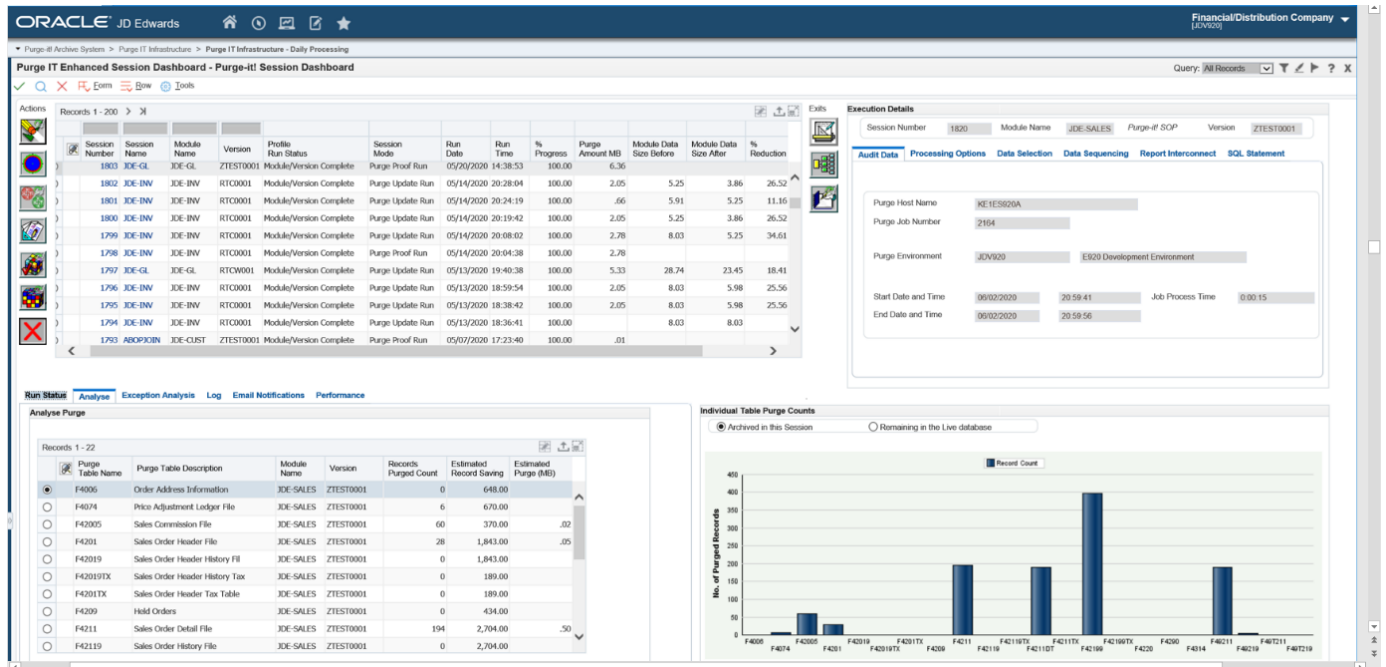 ORACLE JD Edwards
Financial/Distribution Company
[JDV920]
Purge-it! Archive System > Purge IT Infrastructure > Purge IT Infrastructure - Daily Processing
Purge IT Enhanced Session Dashboard - Purge-it! Session Dashboard
Query: All Records
Form Row Tools
Actions
Records 1 - 200
Session Number Session Name Module Name Version Profile Run Status Session Mode Run Date Run Time % Progress Purge Amount MB Module Data Size Before Module Data Size After % Reduction
1803 JDE-GL JDE-GL ZTEST0001 Module/Version Complete Purge Proof Run 05/20/2020 14:38:53 100.00 6.36
1802 JDE-INV JDE-INV RTC0001 Module/Version Complete Purge Update Run 05/14/2020 20:28:04 100.00 2.05 5.25 3.86 26.52
1801 JDE-INV JDE-INV RTC0001 Module/Version Complete Purge Update Run 05/14/2020 20:24:19 100.00 .66 5.91 5.25 11.16
1800 JDE-INV JDE-INV RTC0001 Module/Version Complete Purge Update Run 05/14/2020 20:19:42 100.00 2.05 5.25 3.86 26.52
1799 JDE-INV JDE-INV RTC0001 Module/Version Complete Purge Update Run 05/14/2020 20:08:02 100.00 2.78 8.03 5.25 34.61
1798 JDE-INV JDE-INV RTC0001 Module/Version Complete Purge Proof Run 05/14/2020 20:04:38 100.00 2.78
1797 JDE-GL JDE-GL RTCW001 Module/Version Complete Purge Update Run 05/13/2020 19:40:38 100.00 5.33 28.74 23.45 18.41
1796 JDE-INV JDE-INV RTC0001 Module/Version Complete Purge Update Run 05/13/2020 18:59:54 100.00 2.05 8.03 5.98 25.56
1795 JDE-INV JDE-INV RTC0001 Module/Version Complete Purge Update Run 05/13/2020 18:38:42 100.00 2.05 8.03 5.98 25.56
1794 JDE-INV JDE-INV RTC0001 Module/Version Complete Purge Update Run 05/13/2020 18:36:41 100.00 8.03 8.03
1793 ABOPJOIN JDE-CUST ZTEST0001 Module/Version Complete Purge Proof Run 05/07/2020 17:23:40 100.00 .01
Exits
Execution Details
Session Number 1820 Module Name JDE-SALES Purge-it! SOP Version ZTEST0001
Audit Data Processing Options Data Selection Data Sequencing Report Interconnect SQL Statement
Purge Host Name KE1ES920A
Purge Job Number 2164
Purge Environment JDV920 E920 Development Environment
Start Date and Time 06/02/2020 20:59:41 Job Process Time 0:00:15
End Date and Time 06/02/2020 20:59:56
Run Status Analyse Exception Analysis Log Email Notifications Performance
Analyse Purge
Records 1 - 22
Purge Table Name Purge Table Description Module Name Version Records Purged Count Estimated Record Saving Estimated Purge (MB)
F4006 Order Address Information JDE-SALES ZTEST0001 0 648.00
F4074 Price Adjustment Ledger File JDE-SALES ZTEST0001 6 670.00
F42005 Sales Commission File JDE-SALES ZTEST0001 60 370.00 .02
F4201 Sales Order Header File JDE-SALES ZTEST0001 28 1,843.00 .05
F42019 Sales Order Header History Fil JDE-SALES ZTEST0001 0 1,843.00
F42019TX Sales Order Header History Tax JDE-SALES ZTEST0001 0 189.00
F4201TX Sales Order Header Tax Table JDE-SALES ZTEST0001 0 189.00
F4209 Held Orders JDE-SALES ZTEST0001 0 434.00
F4211 Sales Order Detail File JDE-SALES ZTEST0001 194 2,704.00 .50
F42119 Sales Order History File JDE-SALES ZTEST0001 0 2,704.00
Individual Table Purge Counts
Archived in this Session Remaining in the Live database
Record Count
No. of Purged Records
450
400
350
300
250
200
150
100
50
0
F4006 F42005 F42019 F4201TX F4211 F42119TX F4211TX F42199TX F4290 F49211 F49T211
F4074 F4201 F42019TX F4209 F42119 F4211DT F42199 F4220 F4314 F49219 F49T219